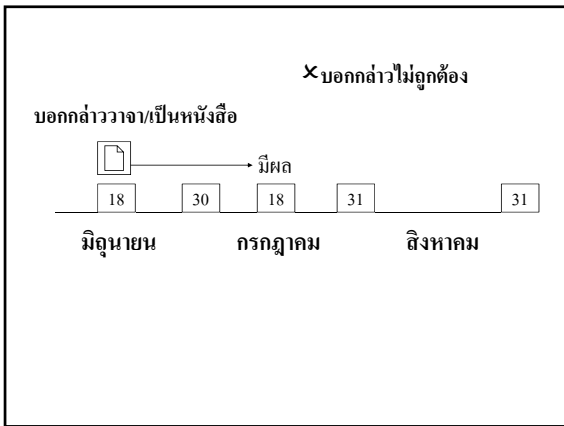 ×บอกกล่าวไม่ถูกต้อง
บอกกล่าววาจา/เป็นหนังสือ
มีผล
18 30 18 31 31
มิถุนายน กรกฎาคม สิงหาคม